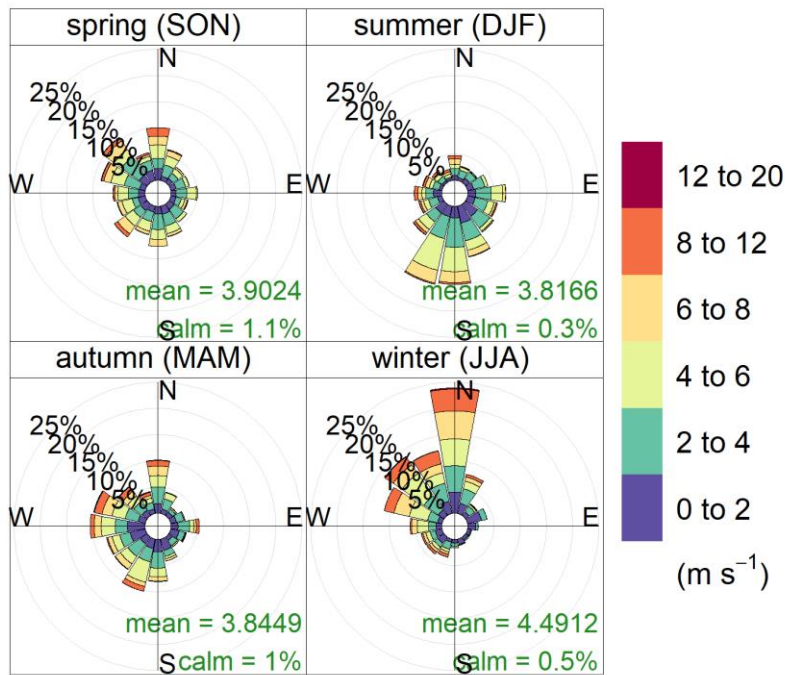 spring (SON)
summer (DJF)
N
25%
20%
15%
10%
5%
W
E
mean = 3.9024
S
calm = 1.1%
N
25%
20%
15%
10%
5%
W
E
mean = 3.8166
S
calm = 0.3%
autumn (MAM)
winter (JJA)
N
25%
20%
15%
10%
5%
W
E
mean = 3.8449
S
calm = 1%
N
25%
20%
15%
0%
5%
W
E
mean = 4.4912
S
calm = 0.5%
12 to 20
8 to 12
6 to 8
4 to 6
2 to 4
0 to 2
(m s⁻¹)